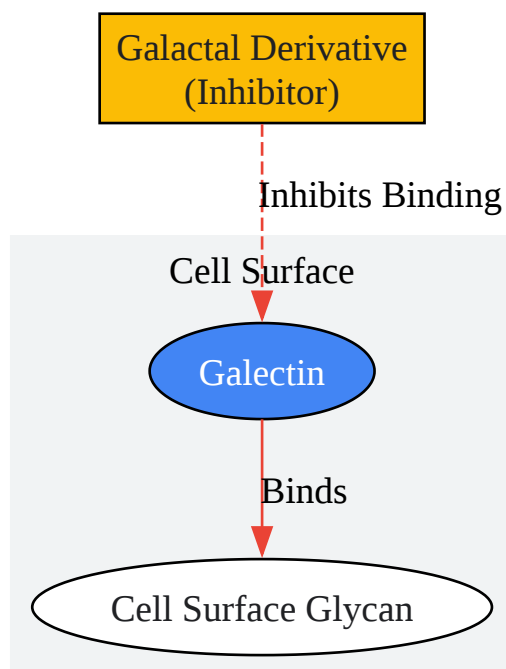 Galactal Derivative
(Inhibitor)
Inhibits Binding
Cell Surface
Galectin
Binds
Cell Surface Glycan